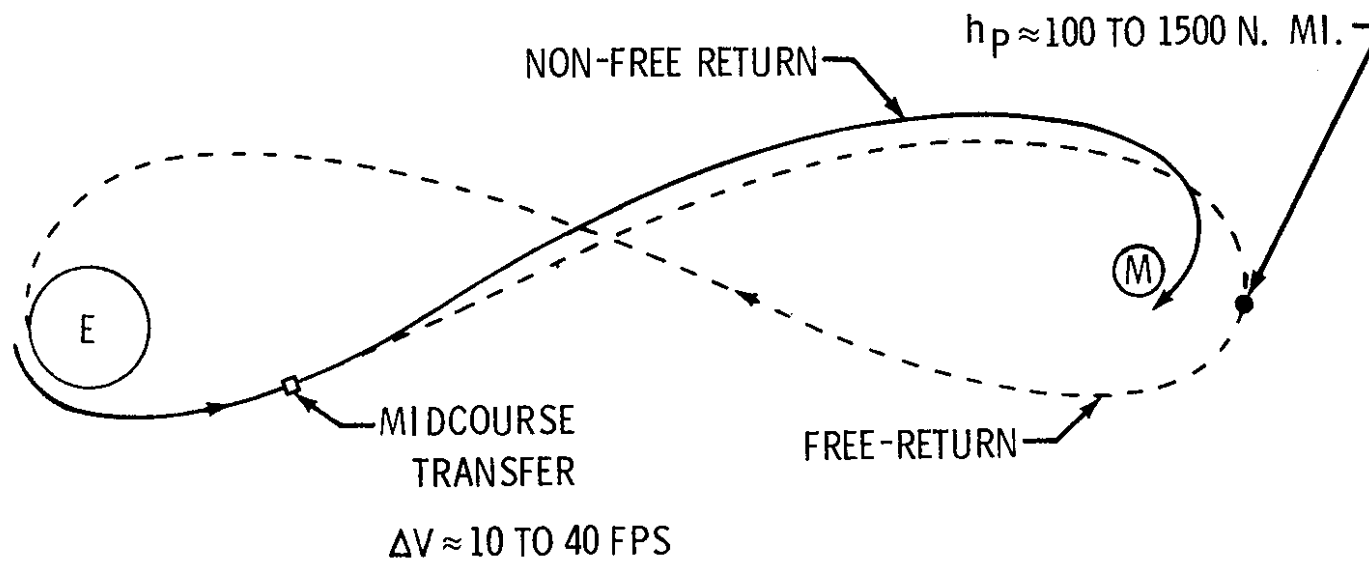 hp ≈ 100 TO 1500 N. MI.
NON-FREE RETURN
M
E
MIDCOURSE
TRANSFER
FREE-RETURN
ΔV ≈ 10 TO 40 FPS